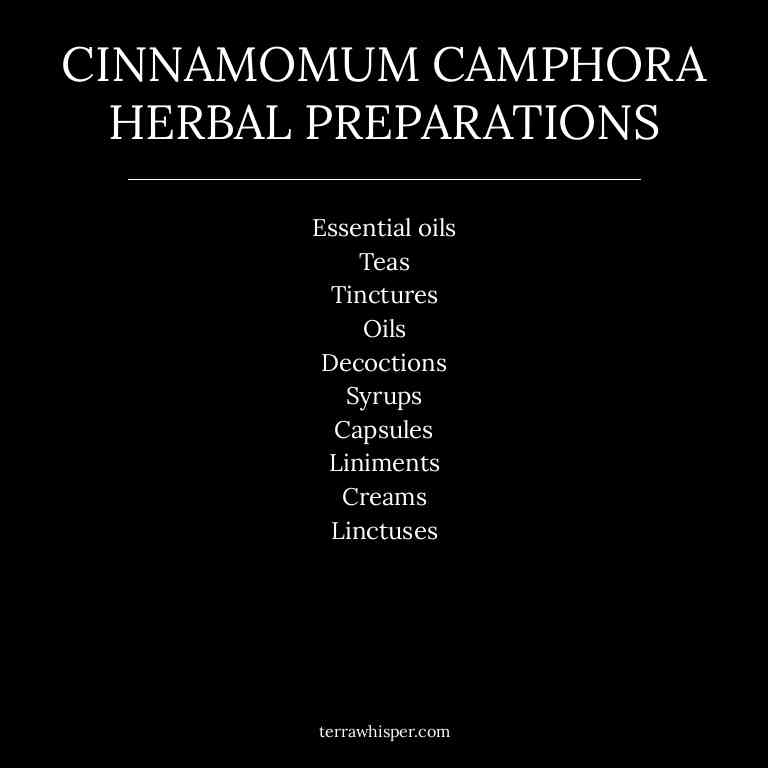 CINNAMOMUM CAMPHORA
HERBAL PREPARATIONS
Essential oils
Teas
Tinctures
Oils
Decoctions
Syrups
Capsules
Liniments
Creams
Linctuses
terrawhisper.com